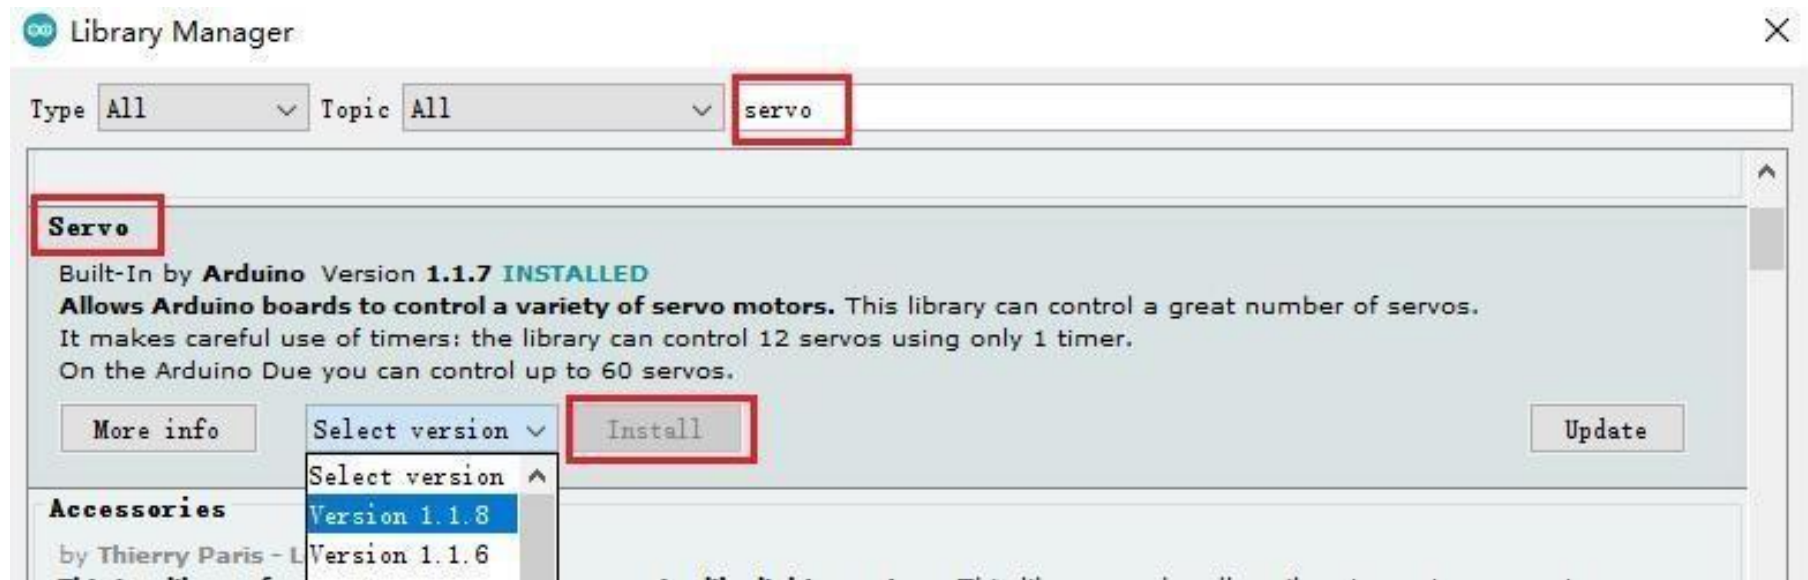 Library Manager
Type All Topic All servo
Servo
Built-In by Arduino Version 1.1.7 INSTALLED
Allows Arduino boards to control a variety of servo motors. This library can control a great number of servos.
It makes careful use of timers: the library can control 12 servos using only 1 timer.
On the Arduino Due you can control up to 60 servos.
More info Select version Install Update
Select version
Accessories
Version 1.1.8
by Thierry Paris - L
Version 1.1.6